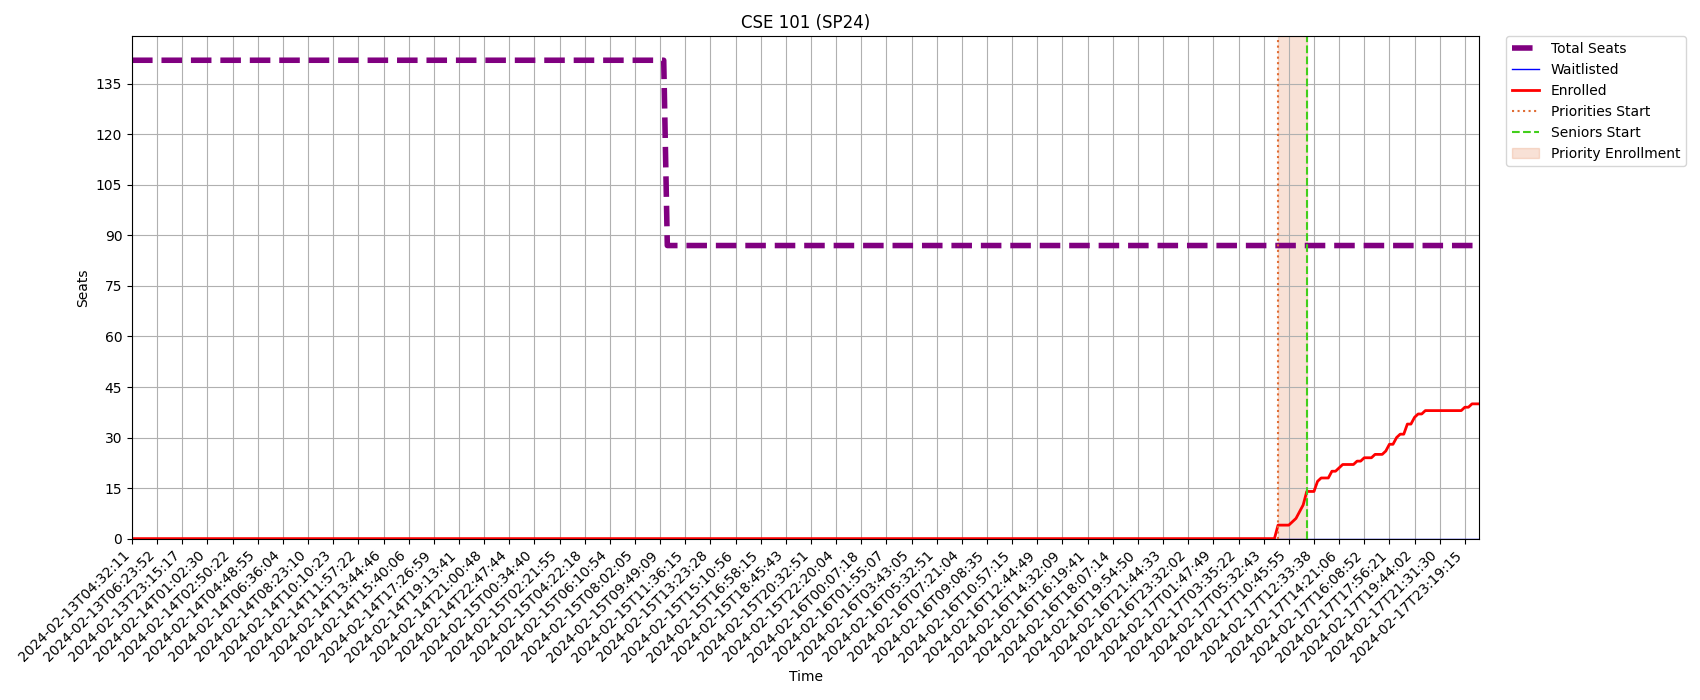 CSE 101 (SP24)
Total Seats
Waitlisted
Enrolled
Priorities Start
Seniors Start
Priority Enrollment
Seats
135
120
105
90
75
60
45
30
15
0
2024-02-13T04:32:11
2024-02-13T06:23:52
2024-02-13T23:15:17
2024-02-14T01:02:30
2024-02-14T02:50:22
2024-02-14T04:48:55
2024-02-14T06:36:04
2024-02-14T08:23:10
2024-02-14T10:10:23
2024-02-14T11:57:22
2024-02-14T13:44:46
2024-02-14T15:40:06
2024-02-14T17:26:59
2024-02-14T19:13:41
2024-02-14T21:00:48
2024-02-14T22:47:44
2024-02-15T00:34:40
2024-02-15T02:21:55
2024-02-15T04:22:18
2024-02-15T06:10:54
2024-02-15T08:02:05
2024-02-15T09:49:09
2024-02-15T11:36:15
2024-02-15T13:23:28
2024-02-15T15:10:56
2024-02-15T16:58:15
2024-02-15T18:45:43
2024-02-15T20:32:51
2024-02-15T22:20:04
2024-02-16T00:07:18
2024-02-16T01:55:07
2024-02-16T03:43:05
2024-02-16T05:32:51
2024-02-16T07:21:04
2024-02-16T09:08:35
2024-02-16T10:57:15
2024-02-16T12:44:49
2024-02-16T14:32:09
2024-02-16T16:19:41
2024-02-16T18:07:14
2024-02-16T19:54:50
2024-02-16T21:44:33
2024-02-16T23:32:02
2024-02-17T01:47:49
2024-02-17T03:35:22
2024-02-17T05:32:43
2024-02-17T10:45:55
2024-02-17T12:33:38
2024-02-17T14:21:06
2024-02-17T16:08:52
2024-02-17T17:56:21
2024-02-17T19:44:02
2024-02-17T21:31:30
2024-02-17T23:19:15
Time